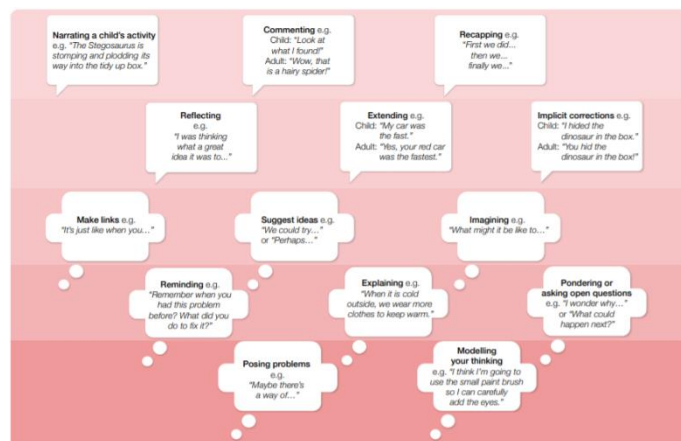 Narrating a child's activity
e.g. "The Stegosaurus is
stomping and plodding its
way into the tidy up box."
Commenting e.g.
Child: "Look at
what I found!"
Adult: "Wow, that
is a hairy spider!"
Recapping e.g.
"First we did...
then we...
finally we..."
Reflecting
e.g.
"I was thinking
what a great
idea it was to..."
Extending e.g.
Child: "My car was
the fast."
Adult: "Yes, your red car
was the fastest."
Implicit corrections e.g.
Child: "I hided the
dinosaur in the box."
Adult: "You hid the
dinosaur in the box!"
Make links e.g.
"It's just like when you…"
Suggest ideas e.g.
"We could try…"
or "Perhaps…"
Imagining e.g.
"What might it be like to…"
Reminding e.g.
"Remember when you
had this problem
before? What did you
do to fix it?"
Explaining e.g.
"When it is cold
outside, we wear more
clothes to keep warm."
Pondering or
asking open questions
e.g. "I wonder why…"
or "What could
happen next?"
Posing problems
e.g.
"Maybe there's
a way of…"
Modelling
your thinking
e.g. "I think I'm going to
use the small paint brush
so I can carefully
add the eyes."